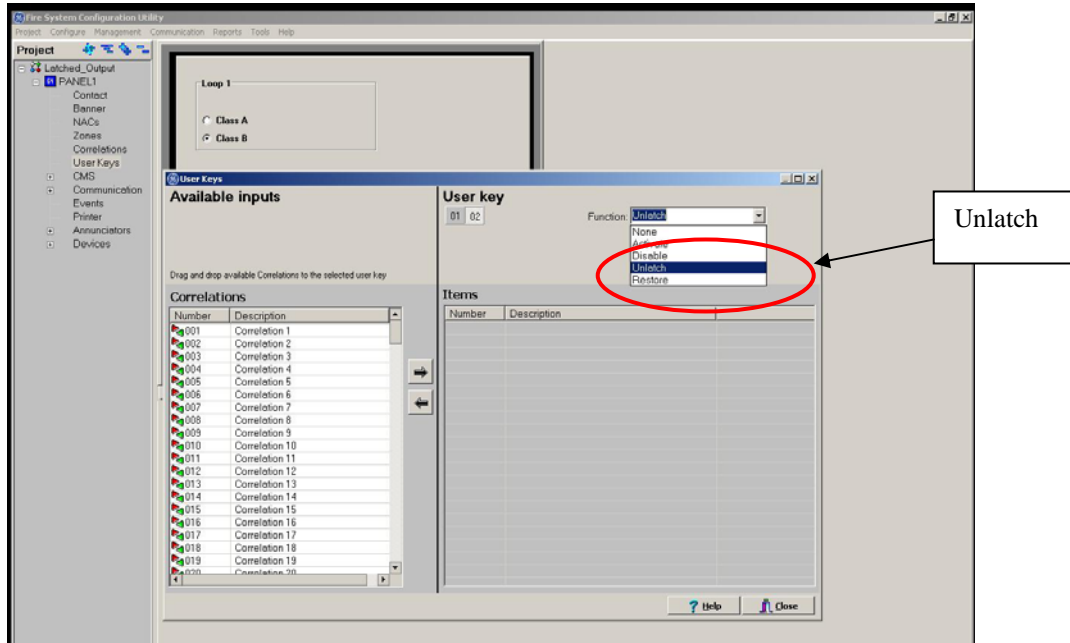 Fire System Configuration Utility
Project Configure Management Communication Reports Tools Help
Project
Latched_Output
PANEL1
Contact
Banner
NACs
Zones
Correlations
User Keys
CMS
Communication
Events
Printer
Annunciators
Devices
Loop 1
Class A
Class B
User Keys
Available inputs
Drag and drop available Correlations to the selected user key
Correlations
Number Description
001 Correlation 1
002 Correlation 2
003 Correlation 3
004 Correlation 4
005 Correlation 5
006 Correlation 6
007 Correlation 7
008 Correlation 8
009 Correlation 9
010 Correlation 10
011 Correlation 11
012 Correlation 12
013 Correlation 13
014 Correlation 14
015 Correlation 15
016 Correlation 16
017 Correlation 17
018 Correlation 18
019 Correlation 19
020 Correlation 20
User key
01 02
Function: Unlatch
None
Activate
Disable
Unlatch
Restore
Items
Number Description
? Help
Close
Unlatch